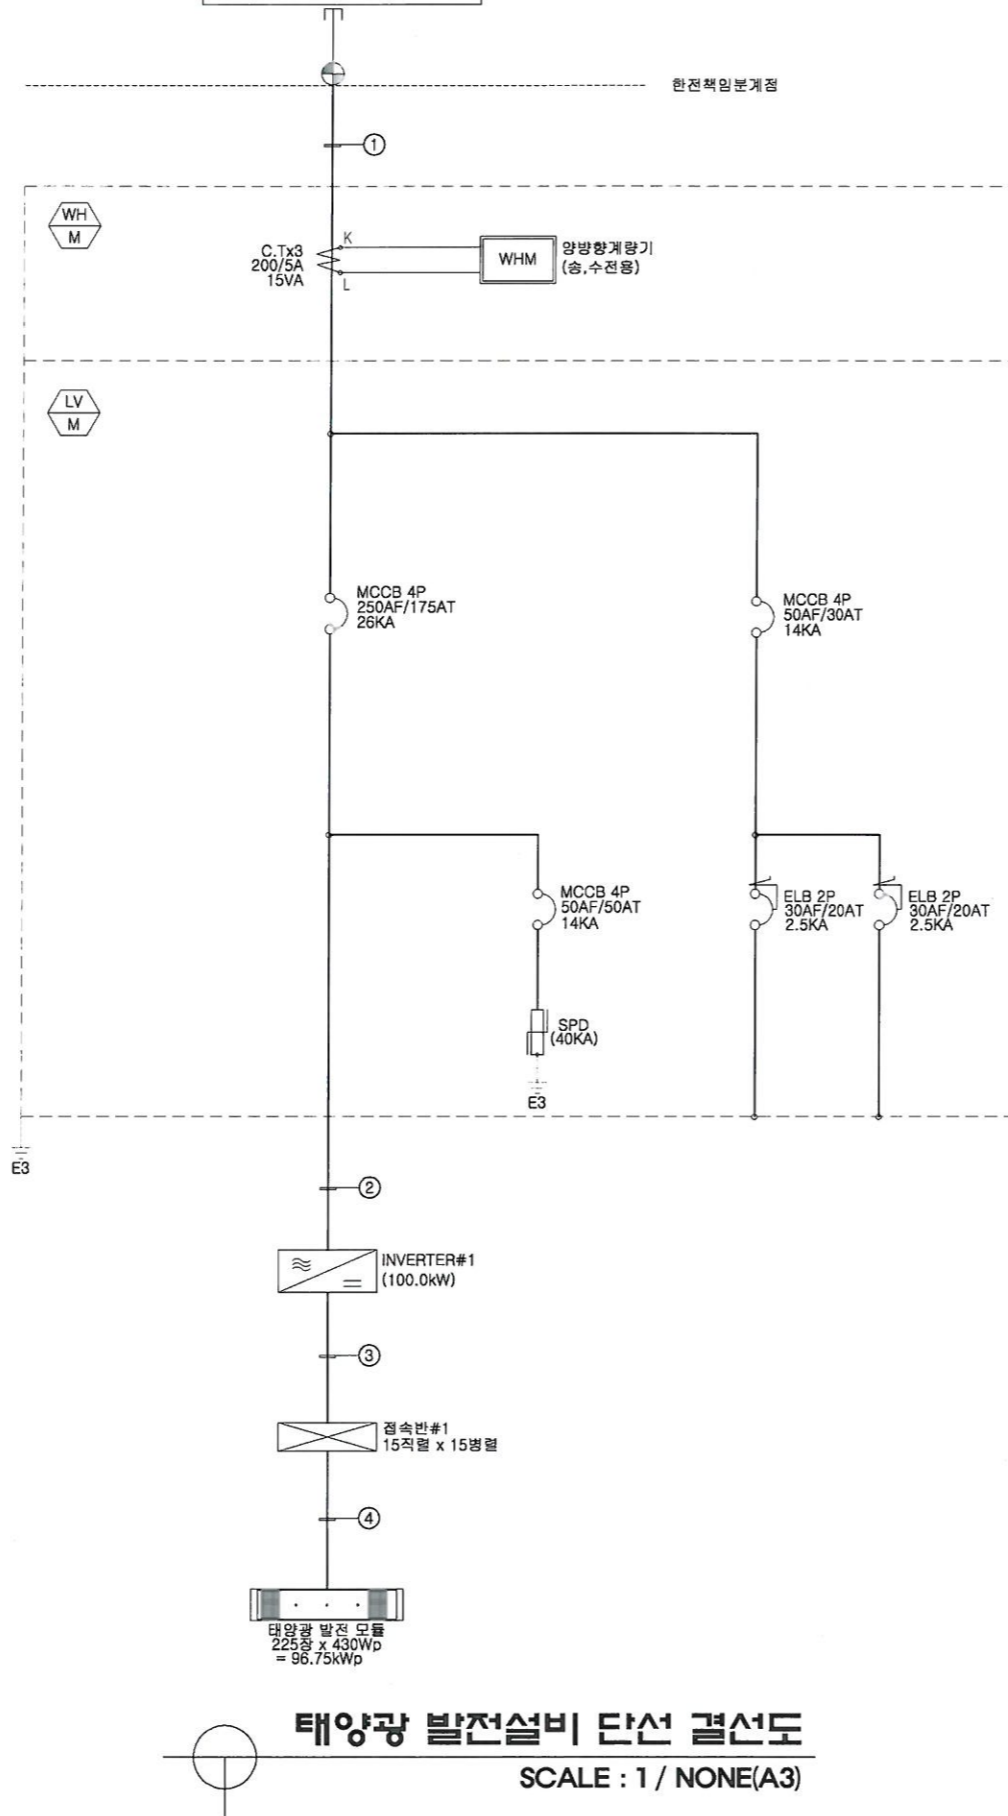 한전책임분계점
①
WH
M
C.Tx3
200/5A
15VA
K
L
WHM
양방향계량기
(송,수전용)
LV
M
MCCB 4P
250AF/175AT
26KA
MCCB 4P
50AF/30AT
14KA
MCCB 4P
50AF/50AT
14KA
ELB 2P
30AF/20AT
2.5KA
ELB 2P
30AF/20AT
2.5KA
SPD
(40KA)
E3
E3
②
INVERTER#1
(100.0kW)
③
접속반#1
15직렬 x 15병렬
④
태양광 발전 모듈
225장 x 430Wp
= 96.75kWp
태양광 발전설비 단선 결선도
SCALE : 1 / NONE(A3)